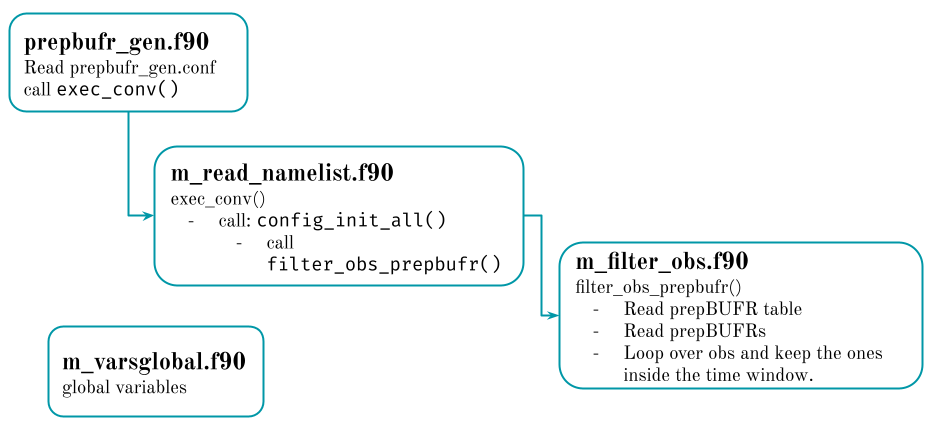 prepbufr_gen.f90
Read prepbufr_gen.conf
call exec_conv()
m_read_namelist.f90
exec_conv()
- call: config_init_all()
- call
filter_obs_prepbufr()
m_filter_obs.f90
filter_obs_prepbufr()
- Read prepBUFR table
- Read prepBUFRs
- Loop over obs and keep the ones
inside the time window.
m_varsglobal.f90
global variables